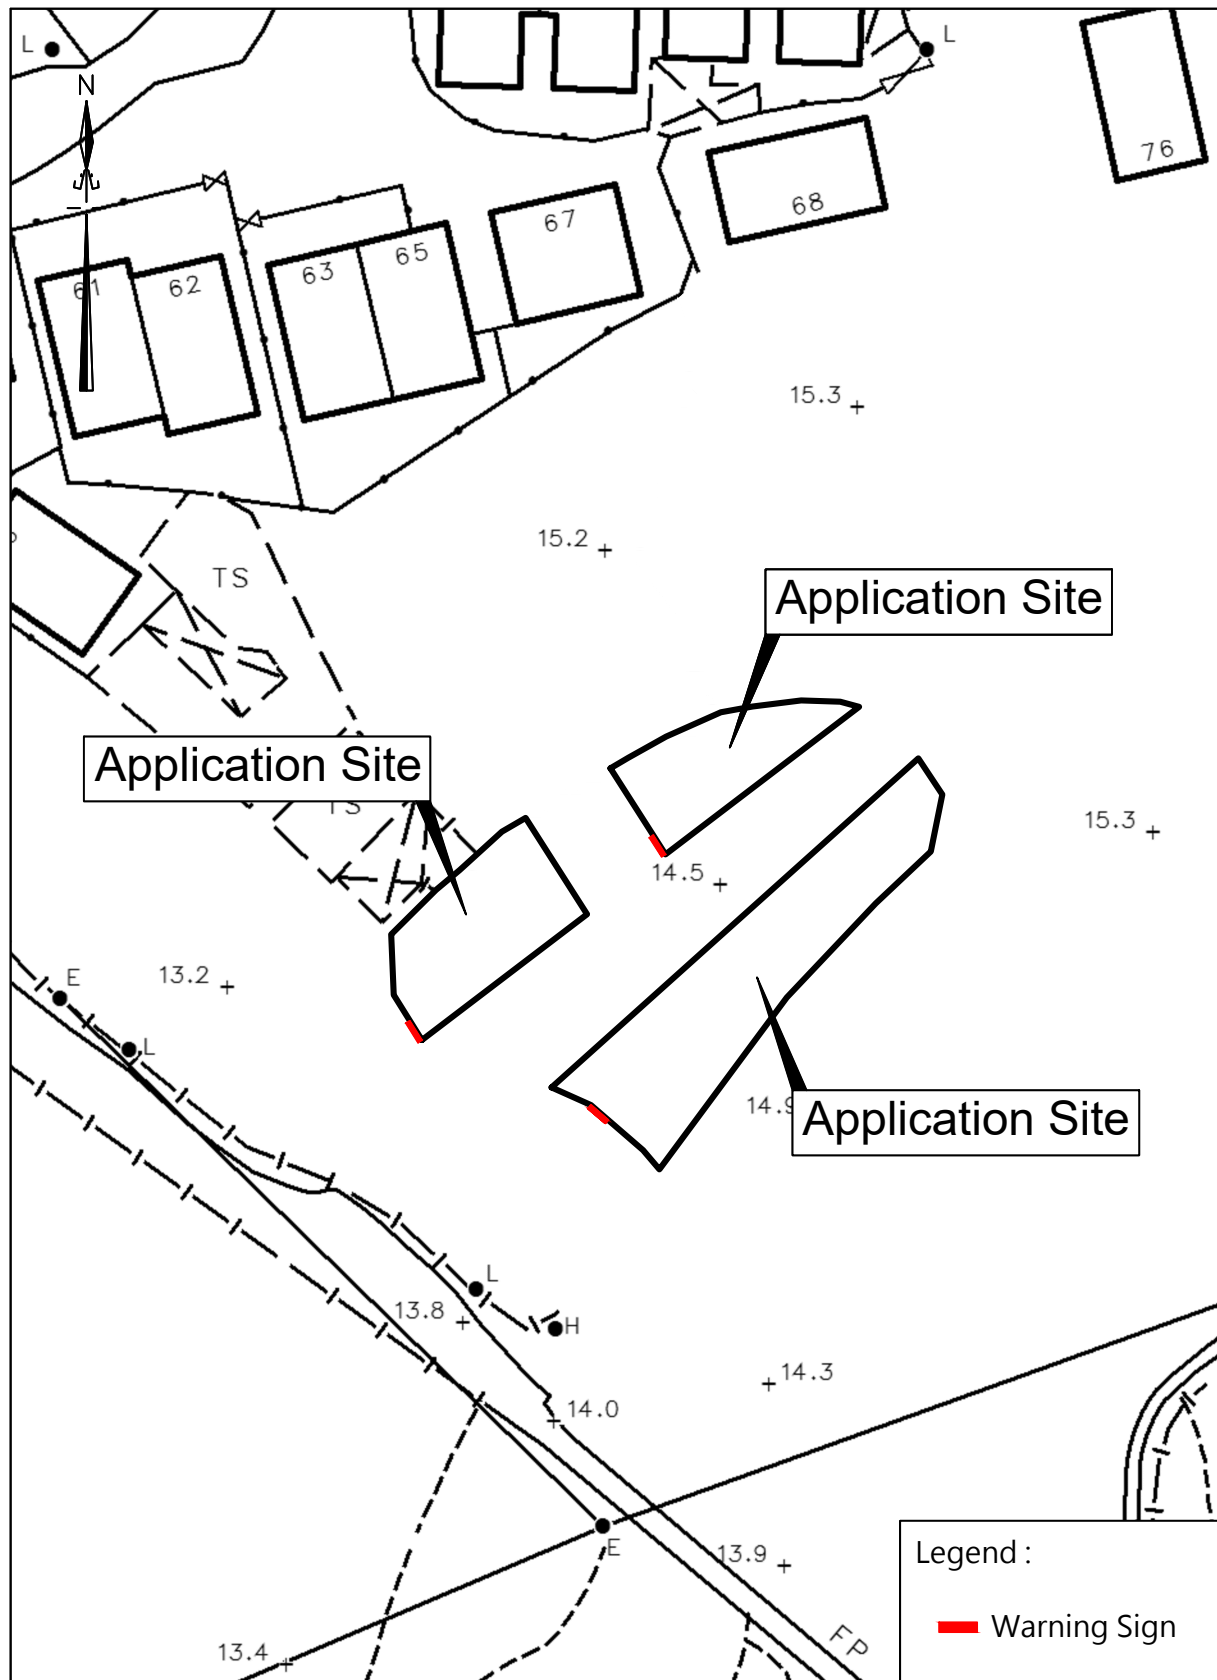 L
L
N
76
68
67
65
63
62
61
15.3
15.2
TS
Application Site
Application Site
TS
15.3
14.5
13.2
E
L
14.9
Application Site
L
13.8
H
14.3
14.0
E
13.9
FP
13.4
Legend :
Warning Sign